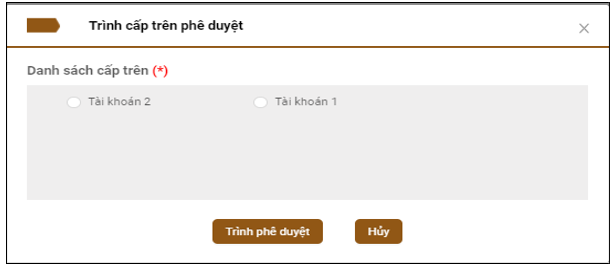 Trình cấp trên phê duyệt
Danh sách cấp trên (*)
Tài khoản 2 Tài khoản 1
Trình phê duyệt Hủy